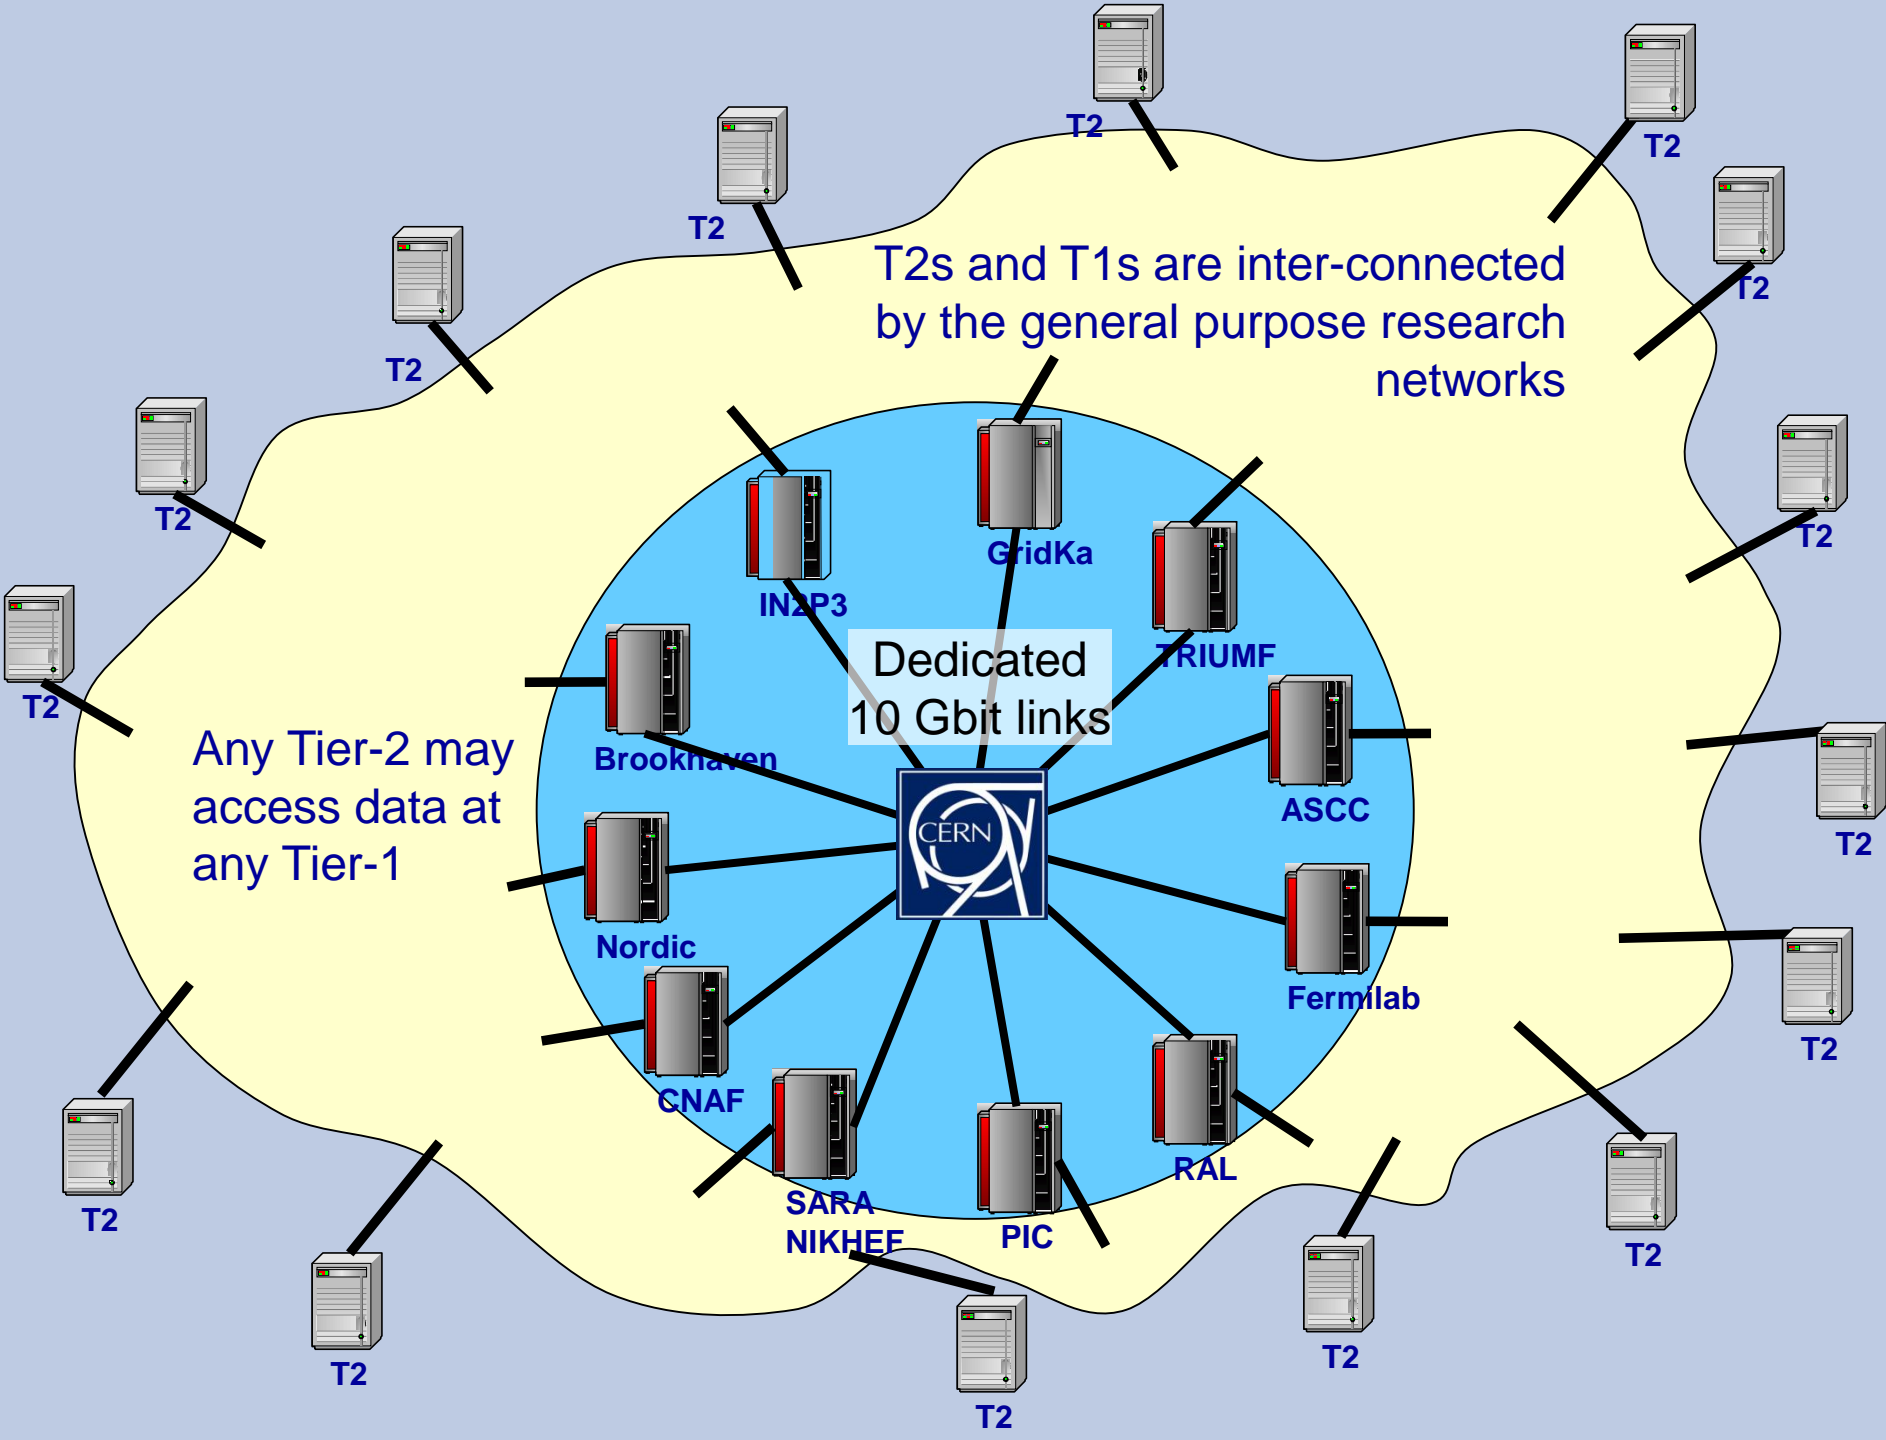 T2
T2
T2
T2
T2
T2s and T1s are inter-connected
by the general purpose research
networks
T2
T2
T2
GridKa
IN2P3
TRIUMF
Dedicated
10 Gbit links
T2
Brookhaven
Any Tier-2 may
access data at
any Tier-1
ASCC
CERN
T2
Nordic
Fermilab
T2
CNAF
RAL
SARA
NIKHEF
PIC
T2
T2
T2
T2
T2